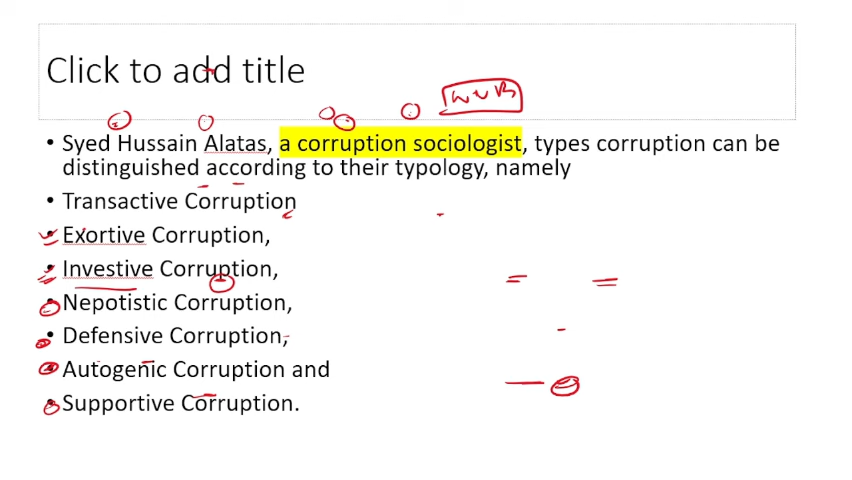 Click to add title
• Syed Hussain Alatas, a corruption sociologist, types corruption can be
distinguished according to their typology, namely
• Transactive Corruption
• Exortive Corruption,
• Investive Corruption,
• Nepotistic Corruption,
• Defensive Corruption,
• Autogenic Corruption and
• Supportive Corruption.